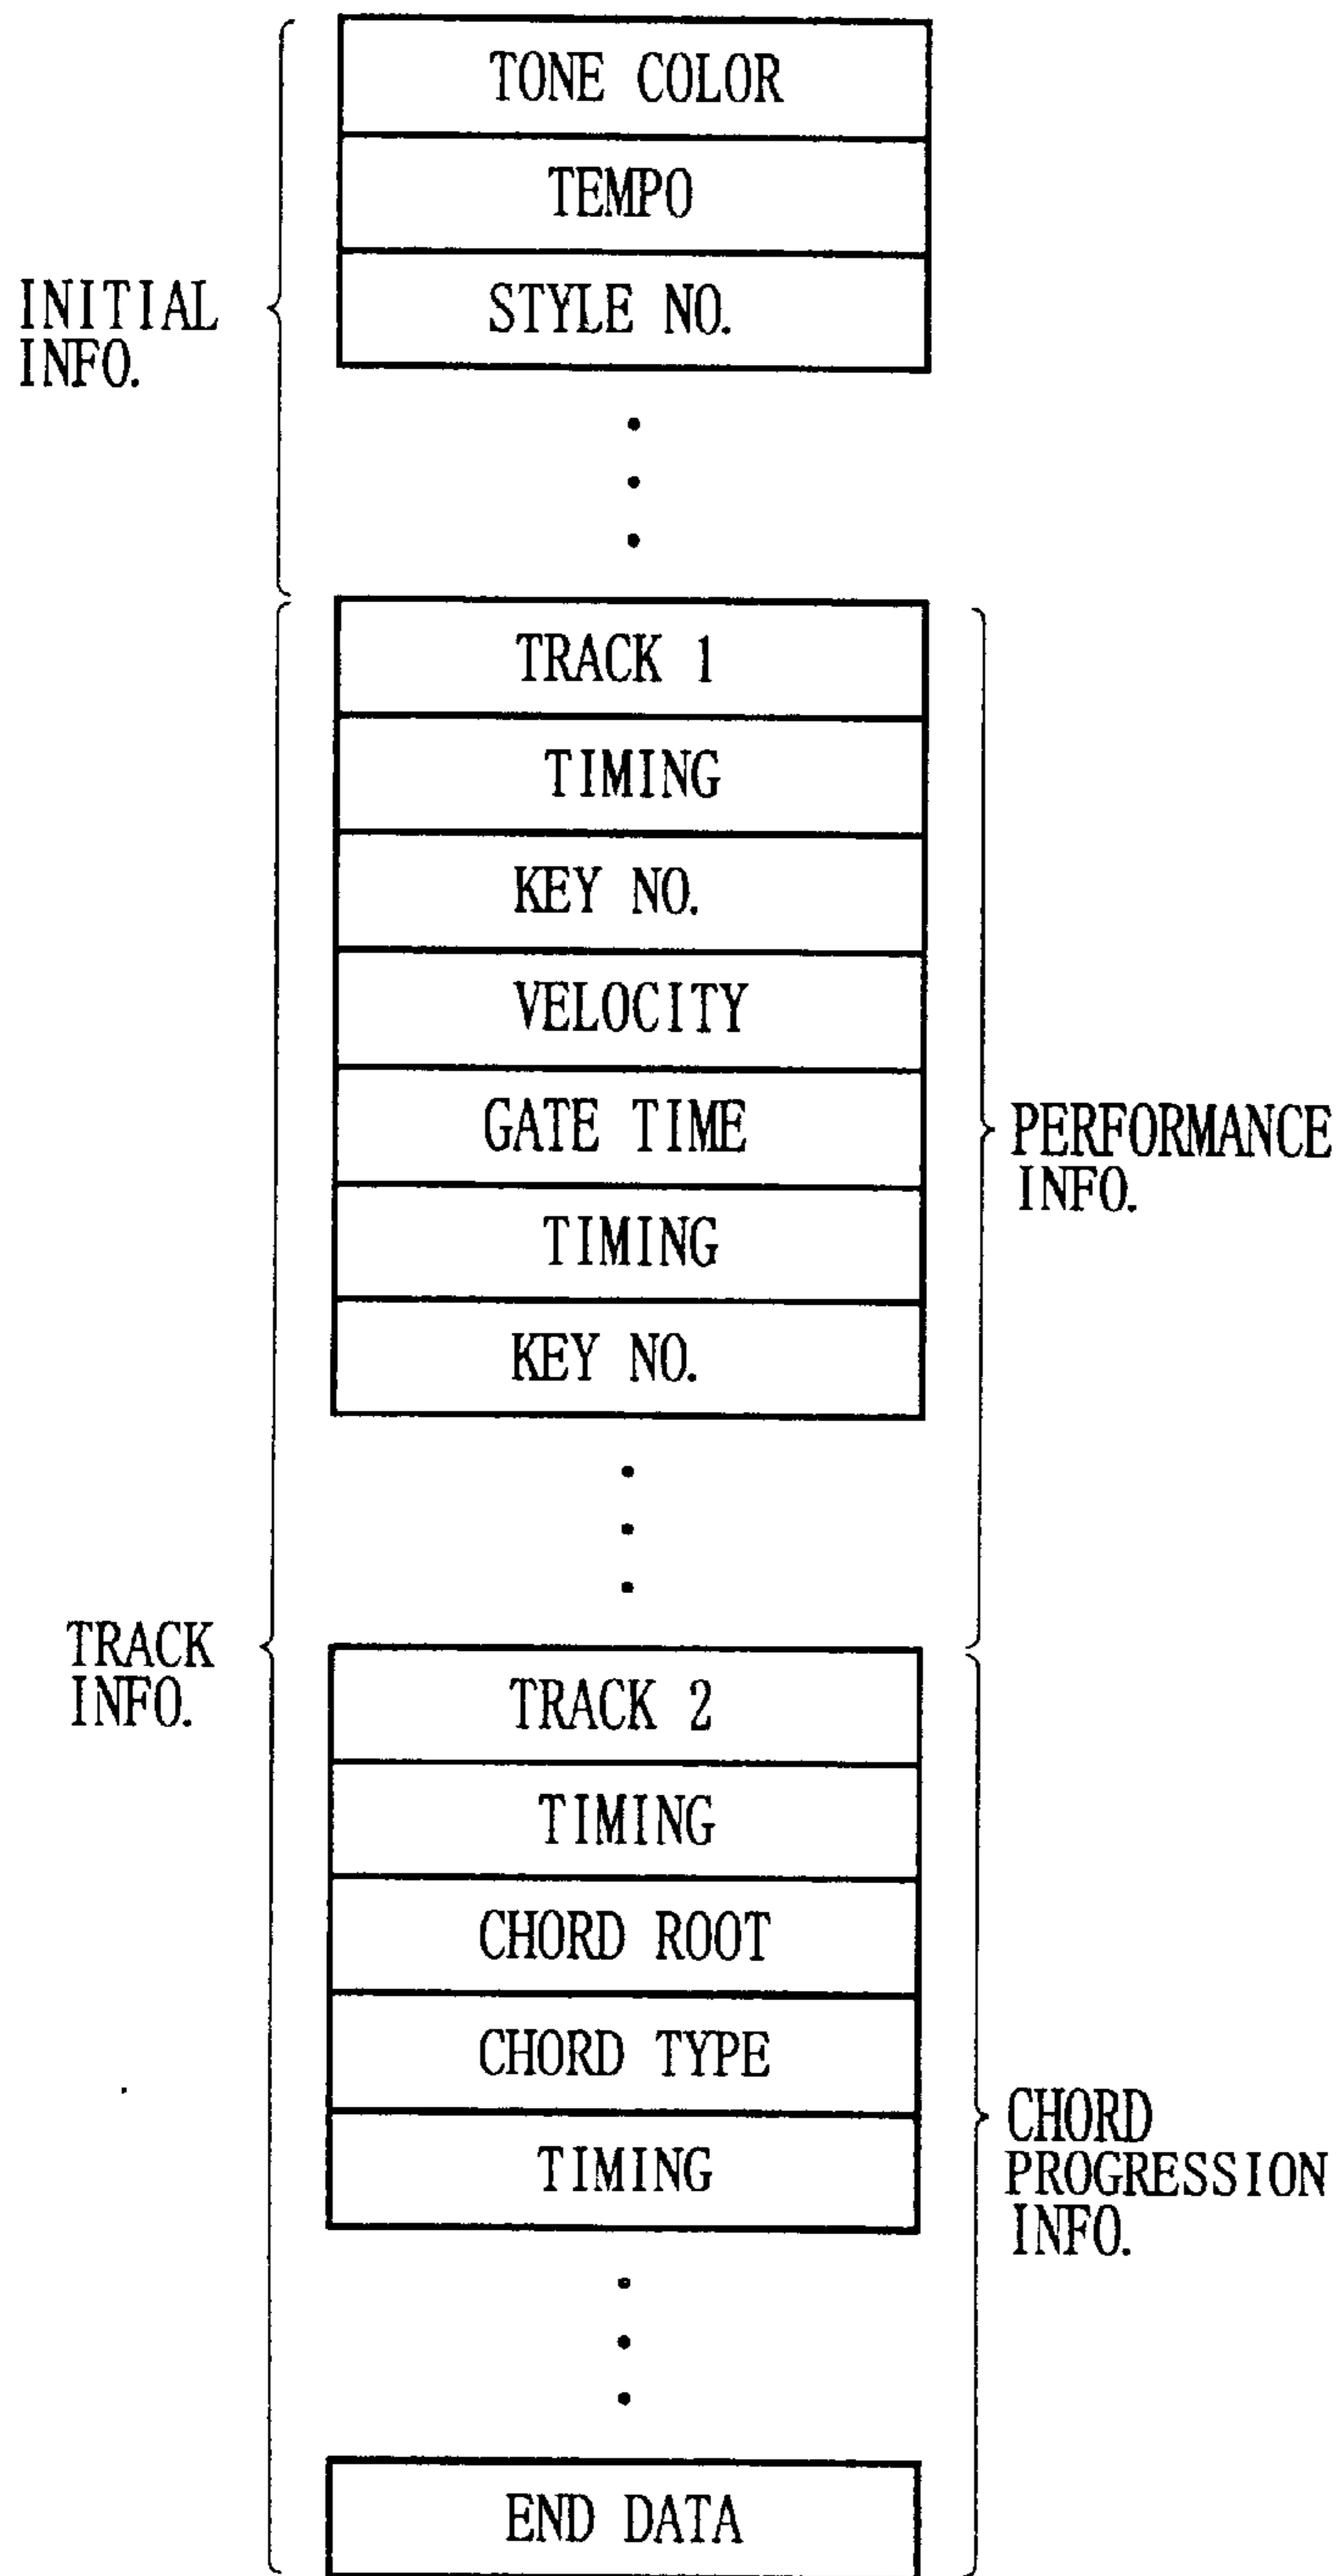 TONE COLOR
TEMPO
STYLE NO.
INITIAL
INFO.
TRACK 1
TIMING
KEY NO.
VELOCITY
GATE TIME
TIMING
KEY NO.
PERFORMANCE
INFO.
TRACK
INFO.
TRACK 2
TIMING
CHORD ROOT
CHORD TYPE
TIMING
CHORD
PROGRESSION
INFO.
END DATA